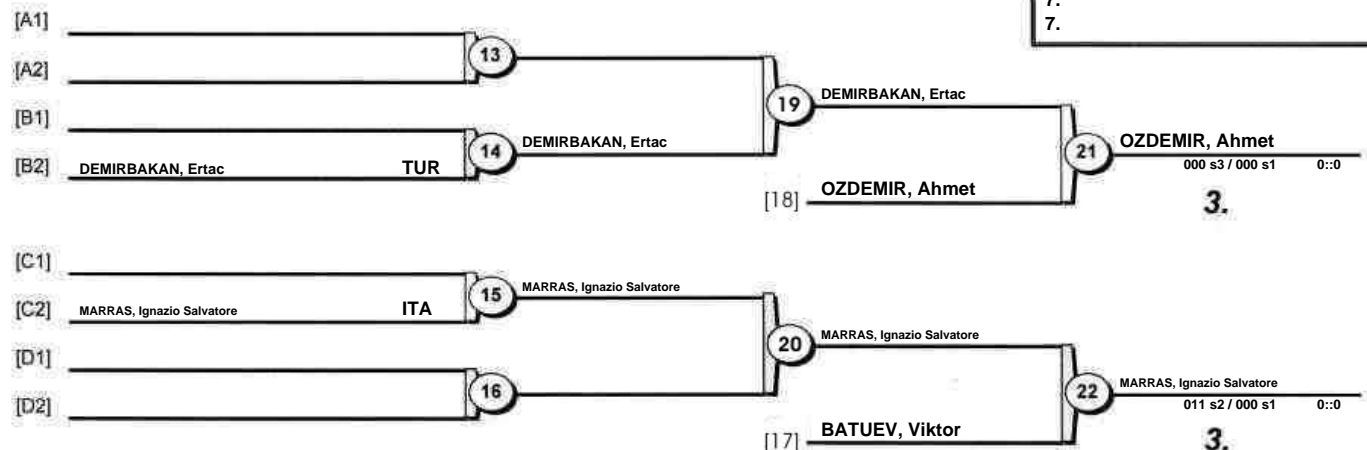 7.
7.
[A1]
[A2]
13
[B1]
[B2] DEMIRBAKAN, Ertac TUR
14
DEMIRBAKAN, Ertac
19
DEMIRBAKAN, Ertac
[18] OZDEMIR, Ahmet
21
OZDEMIR, Ahmet
000 s3 / 000 s1 0::0
3.
[C1]
[C2] MARRAS, Ignazio Salvatore ITA
15
MARRAS, Ignazio Salvatore
[D1]
[D2]
16
20
MARRAS, Ignazio Salvatore
[17] BATUEV, Viktor
22
MARRAS, Ignazio Salvatore
011 s2 / 000 s1 0::0
3.